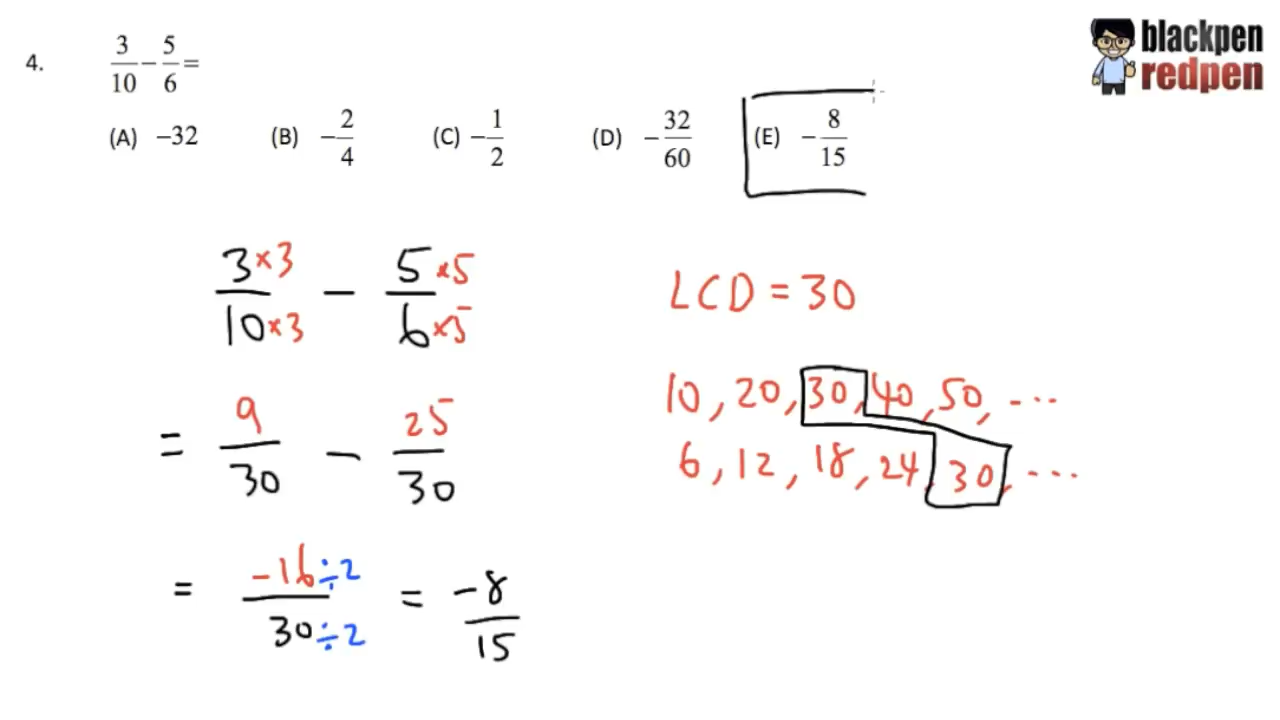 blackpen
redpen
4. 3/10 − 5/6 =
(A) −32 (B) −2/4 (C) −1/2 (D) −32/60 (E) −8/15
3×3/10×3 − 5×5/6×5
LCD = 30
10, 20, 30, 40, 50, ...
6, 12, 18, 24, 30, ...
= 9/30 − 25/30
= −16÷2/30÷2 = −8/15